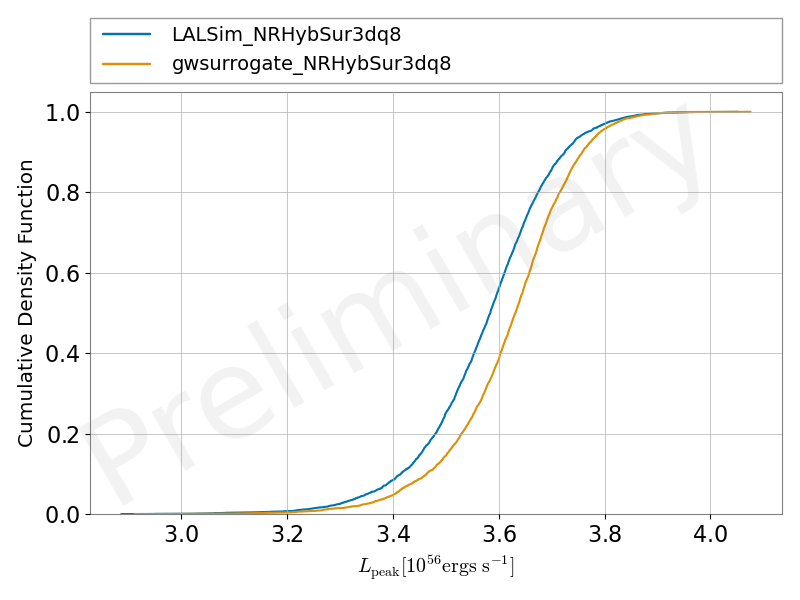 LALSim_NRHybSur3dq8
gwsurrogate_NRHybSur3dq8
Preliminary
Cumulative Density Function
1.0
0.8
0.6
0.4
0.2
0.0
3.0 3.2 3.4 3.6 3.8 4.0
L_peak[10^56 ergs s^−1]